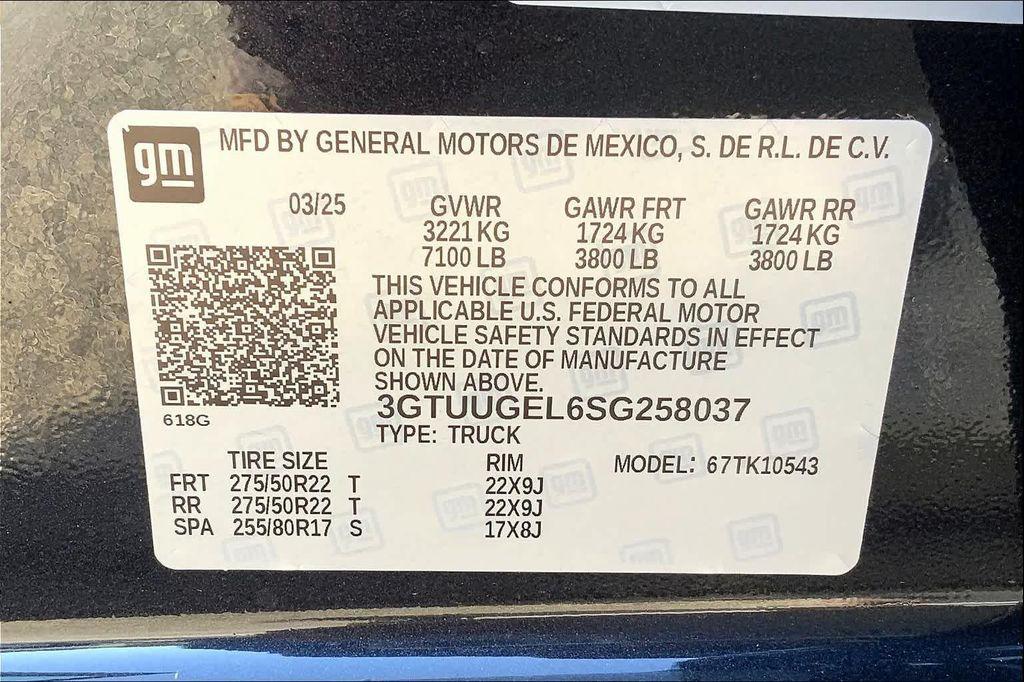 gm
MFD BY GENERAL MOTORS DE MEXICO, S. DE R.L. DE C.V.
03/25 GVWR GAWR FRT GAWR RR
3221 KG 1724 KG 1724 KG
7100 LB 3800 LB 3800 LB
THIS VEHICLE CONFORMS TO ALL
APPLICABLE U.S. FEDERAL MOTOR
VEHICLE SAFETY STANDARDS IN EFFECT
ON THE DATE OF MANUFACTURE
SHOWN ABOVE.
3GTUUGEL6SG258037
618G
TYPE: TRUCK
TIRE SIZE RIM MODEL: 67TK10543
FRT 275/50R22 T 22X9J
RR 275/50R22 T 22X9J
SPA 255/80R17 S 17X8J